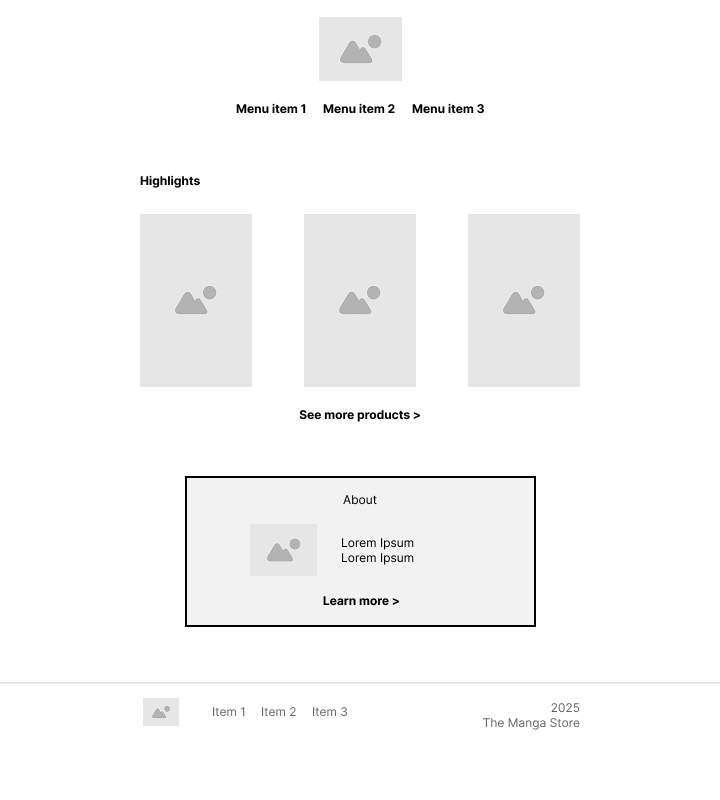 Menu item 1 Menu item 2 Menu item 3
Highlights
See more products >
About
Lorem Ipsum
Lorem Ipsum
Learn more >
Item 1 Item 2 Item 3
2025
The Manga Store